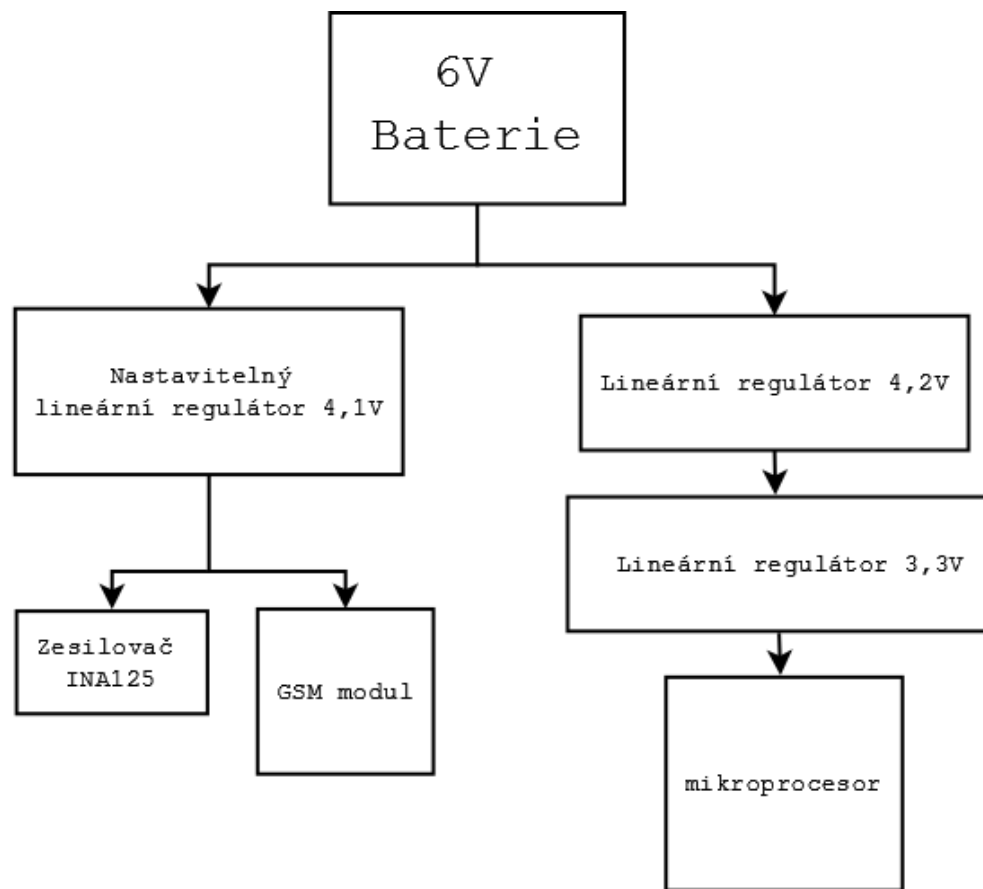 6V
Baterie
Nastavitelný
lineární regulátor 4,1V
Lineární regulátor 4,2V
Lineární regulátor 3,3V
Zesilovač
INA125
GSM modul
mikroprocesor